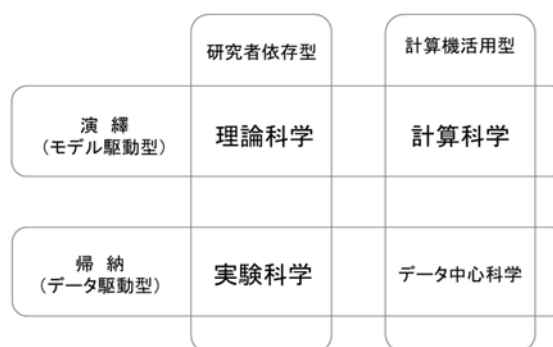 研究者依存型
計算機活用型
演 繹
(モデル駆動型)
理論科学
計算科学
帰 納
(データ駆動型)
実験科学
データ中心科学